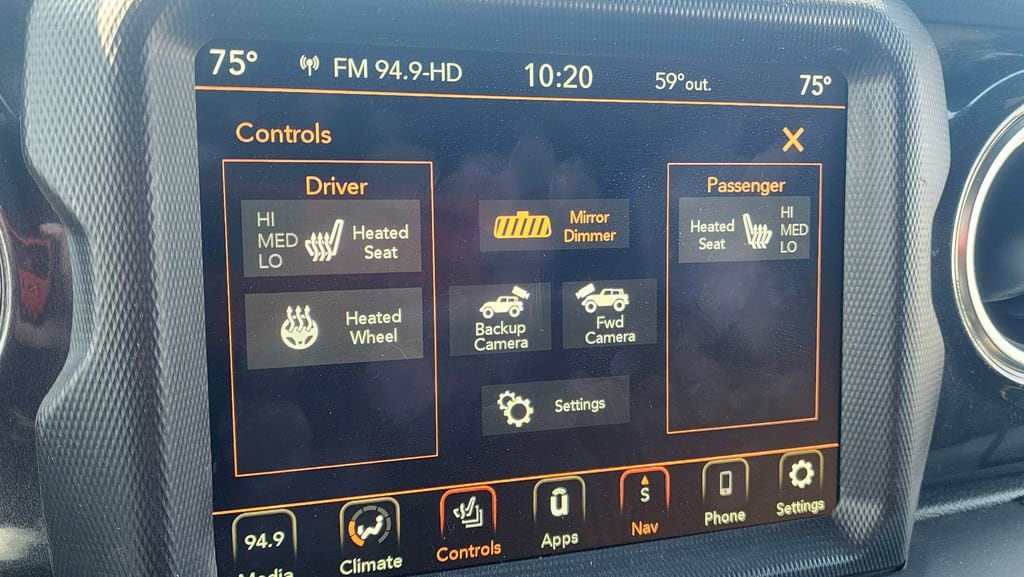 75° FM 94.9-HD 10:20 59°out. 75°
Controls
Driver
HI
MED
LO
Heated
Seat
Heated
Wheel
Mirror
Dimmer
Backup
Camera
Fwd
Camera
Settings
Passenger
Heated
Seat
HI
MED
LO
94.9
Media
Climate
Controls
Apps
S
Nav
Phone
Settings